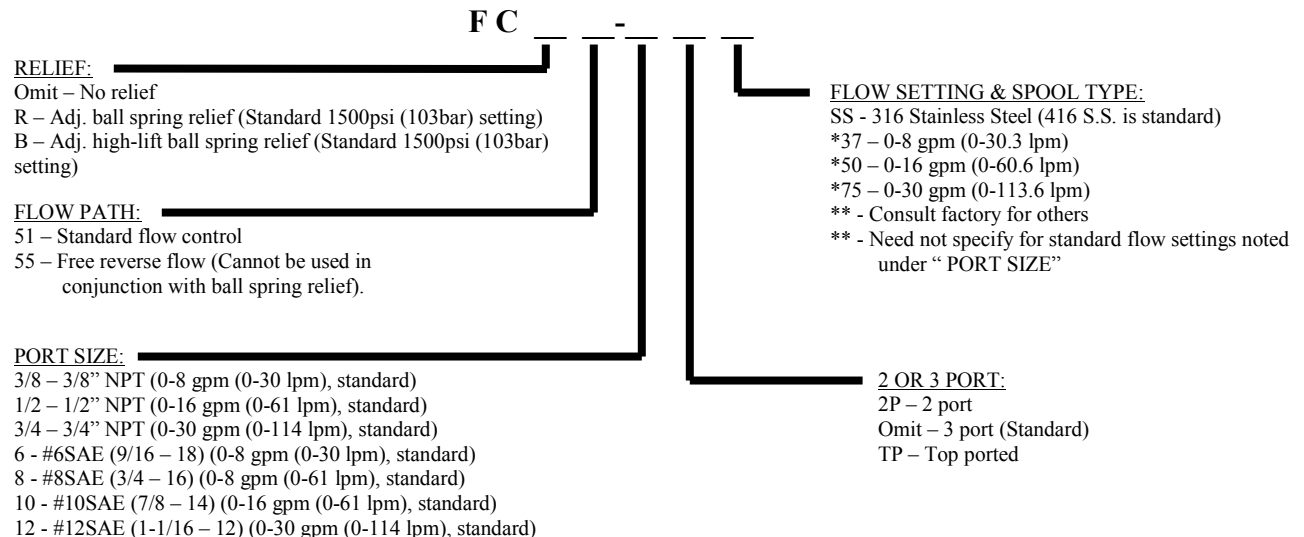 F C __ __-__ __ __
RELIEF:
Omit – No relief
R – Adj. ball spring relief (Standard 1500psi (103bar) setting)
B – Adj. high-lift ball spring relief (Standard 1500psi (103bar)
setting)
FLOW PATH:
51 – Standard flow control
55 – Free reverse flow (Cannot be used in
conjunction with ball spring relief).
PORT SIZE:
3/8 – 3/8” NPT (0-8 gpm (0-30 lpm), standard)
1/2 – 1/2” NPT (0-16 gpm (0-61 lpm), standard)
3/4 – 3/4” NPT (0-30 gpm (0-114 lpm), standard)
6 - #6SAE (9/16 – 18) (0-8 gpm (0-30 lpm), standard)
8 - #8SAE (3/4 – 16) (0-8 gpm (0-61 lpm), standard)
10 - #10SAE (7/8 – 14) (0-16 gpm (0-61 lpm), standard)
12 - #12SAE (1-1/16 – 12) (0-30 gpm (0-114 lpm), standard)
FLOW SETTING & SPOOL TYPE:
SS - 316 Stainless Steel (416 S.S. is standard)
*37 – 0-8 gpm (0-30.3 lpm)
*50 – 0-16 gpm (0-60.6 lpm)
*75 – 0-30 gpm (0-113.6 lpm)
** - Consult factory for others
** - Need not specify for standard flow settings noted
under “ PORT SIZE”
2 OR 3 PORT:
2P – 2 port
Omit – 3 port (Standard)
TP – Top ported